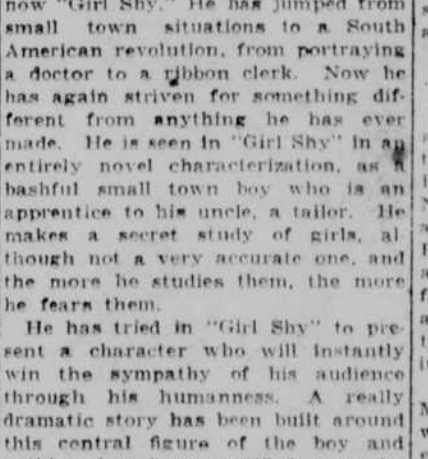 now "Girl Shy." He has jumped from
small town situations to a South
American revolution, from portraying
a doctor to a ribbon clerk. Now he
has again striven for something dif-
ferent from anything he has ever
made. He is seen in "Girl Shy" in an
entirely novel characterization, as a
bashful small town boy who is an
apprentice to his uncle, a tailor. He
makes a secret study of girls, al-
though not a very accurate one, and
the more he studies them, the more
he fears them.
He has tried in "Girl Shy" to pre-
sent a character who will instantly
win the sympathy of his audience
through his humanness. A really
dramatic story has been built around
this central figure of the boy and